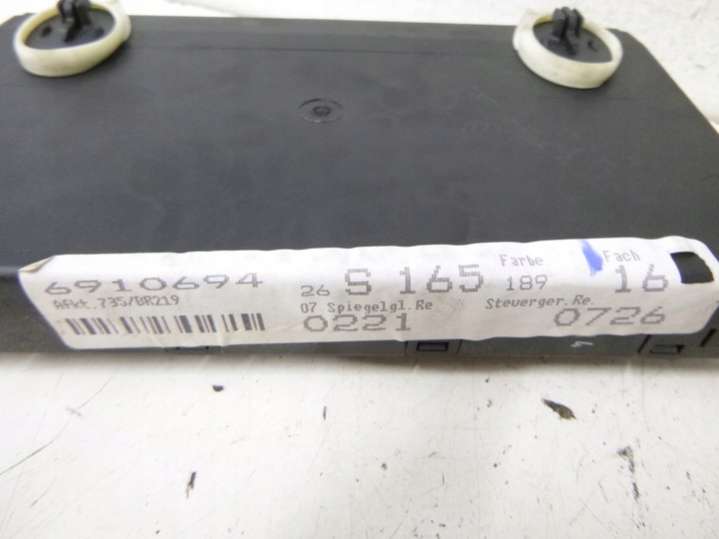 6910694 26 S 165 Farbe 189 Fach 16
Afkt.735/BR219 07 Spiegelgl.Re Steuerger.Re.
0221 0726